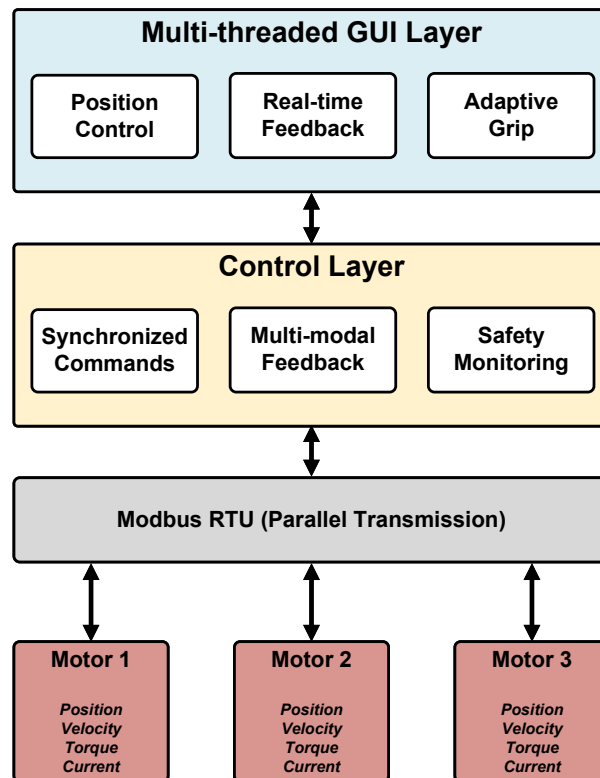 Multi-threaded GUI Layer
Position
Control
Real-time
Feedback
Adaptive
Grip
Control Layer
Synchronized
Commands
Multi-modal
Feedback
Safety
Monitoring
Modbus RTU (Parallel Transmission)
Motor 1
Position
Velocity
Torque
Current
Motor 2
Position
Velocity
Torque
Current
Motor 3
Position
Velocity
Torque
Current